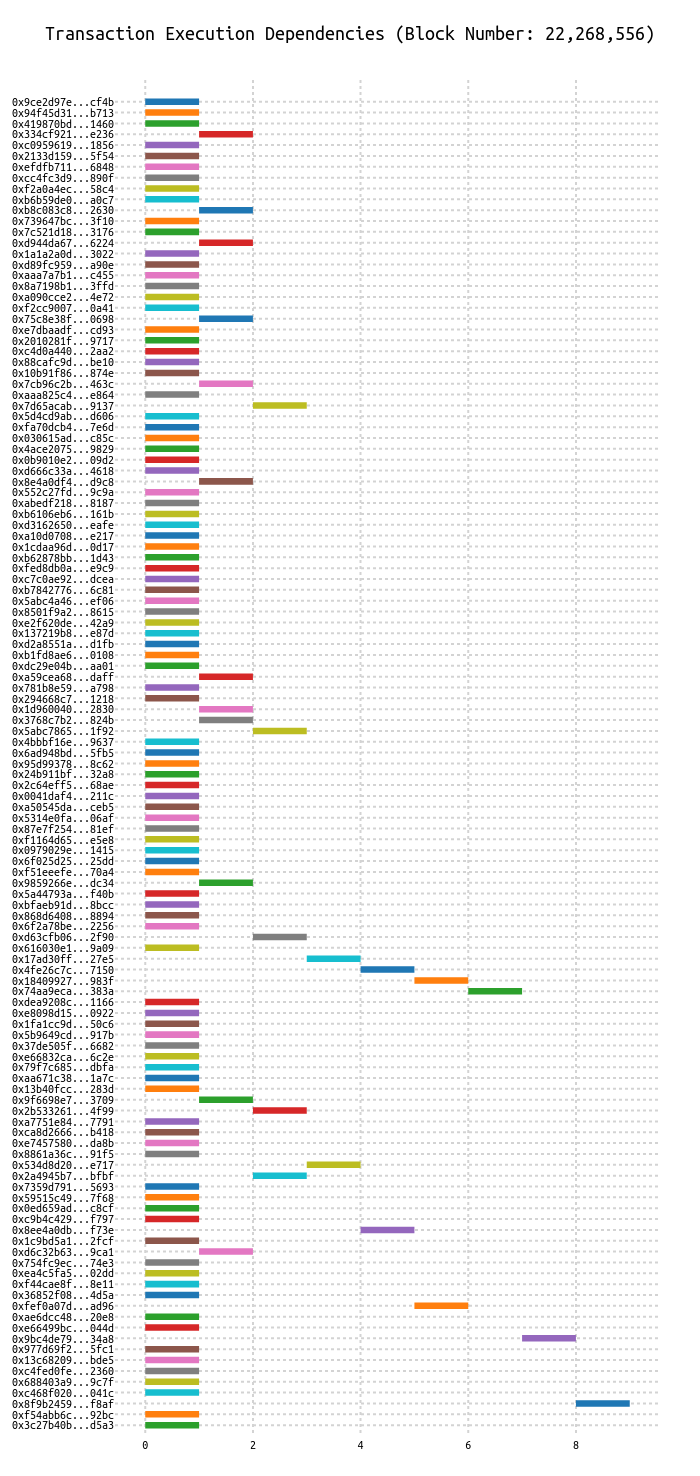 Transaction Execution Dependencies (Block Number: 22,268,556)
0x9ce2d97e...cf4b
0x94f45d31...b713
0x419870bd...1460
0x334cf921...e236
0xc0959619...1856
0x2133d159...5f54
0xefdfb711...6848
0xcc4fc3d9...890f
0xf2a0a4ec...58c4
0xb6b59de0...a0c7
0xb8c083c8...2630
0x739647bc...3f10
0x7c521d18...3176
0xd944da67...6224
0x1a1a2a0d...3022
0xd89fc959...a90e
0xaaa7a7b1...c455
0x8a7198b1...3ffd
0xa090cce2...4e72
0xf2cc9007...0a41
0x75c8e38f...0698
0xe7dbaadf...cd93
0x2010281f...9717
0xc4d0a440...2aa2
0x88cafc9d...be10
0x10b91f86...874e
0x7cb96c2b...463c
0xaaa825c4...e864
0x7d65acab...9137
0x5d4cd9ab...d606
0xfa70dcb4...7e6d
0x030615ad...c85c
0x4ace2075...9829
0x0b9010e2...09d2
0xd666c33a...4618
0x8e4a0df4...d9c8
0x552c27fd...9c9a
0xabedf218...8187
0xb6106eb6...161b
0xd3162650...eafe
0xa10d0708...e217
0x1cdaa96d...0d17
0xb62878bb...1d43
0xfed8db0a...e9c9
0xc7c0ae92...dcea
0xb7842776...6c81
0x5abc4a46...ef06
0x8501f9a2...8615
0xe2f620de...42a9
0x137219b8...e87d
0xd2a8551a...d1fb
0xb1fd8ae6...0108
0xdc29e04b...aa01
0xa59cea68...daff
0x781b8e59...a798
0x294668c7...1218
0x1d960040...2830
0x3768c7b2...824b
0x5abc7865...1f92
0x4bbbf16e...9637
0x6ad948bd...5fb5
0x95d99378...8c62
0x24b911bf...32a8
0x2c64eff5...68ae
0x0041daf4...211c
0xa50545da...ceb5
0x5314e0fa...06af
0x87e7f254...81ef
0xf1164d65...e5e8
0x0979029e...1415
0x6f025d25...25dd
0xf51eeefe...70a4
0x9859266e...dc34
0x5a44793a...f40b
0xbfaeb91d...8bcc
0x868d6408...8894
0x6f2a78be...2256
0xd63cfb06...2f90
0x616030e1...9a09
0x17ad30ff...27e5
0x4fe26c7c...7150
0x18409927...983f
0x74aa9eca...383a
0xdea9208c...1166
0xe8098d15...0922
0x1fa1cc9d...50c6
0x5b9649cd...917b
0x37de505f...6682
0xe66832ca...6c2e
0x79f7c685...dbfa
0xaa671c38...1a7c
0x13b40fcc...283d
0x9f6698e7...3709
0x2b533261...4f99
0xa7751e84...7791
0xca8d2666...b418
0xe7457580...da8b
0x8861a36c...91f5
0x534d8d20...e717
0x2a4945b7...bfbf
0x7359d791...5693
0x59515c49...7f68
0x0ed659ad...c8cf
0xc9b4c429...f797
0x8ee4a0db...f73e
0x1c9bd5a1...2fcf
0xd6c32b63...9ca1
0x754fc9ec...74e3
0xea4c5fa5...02dd
0xf44cae8f...8e11
0x36852f08...4d5a
0xfef0a07d...ad96
0xae6dcc48...20e8
0xe66499bc...044d
0x9bc4de79...34a8
0x977d69f2...5fc1
0x13c68209...bde5
0xc4fed0fe...2360
0x688403a9...9c7f
0xc468f020...041c
0x8f9b2459...f8af
0xf54abb6c...92bc
0x3c27b40b...d5a3
0 2 4 6 8